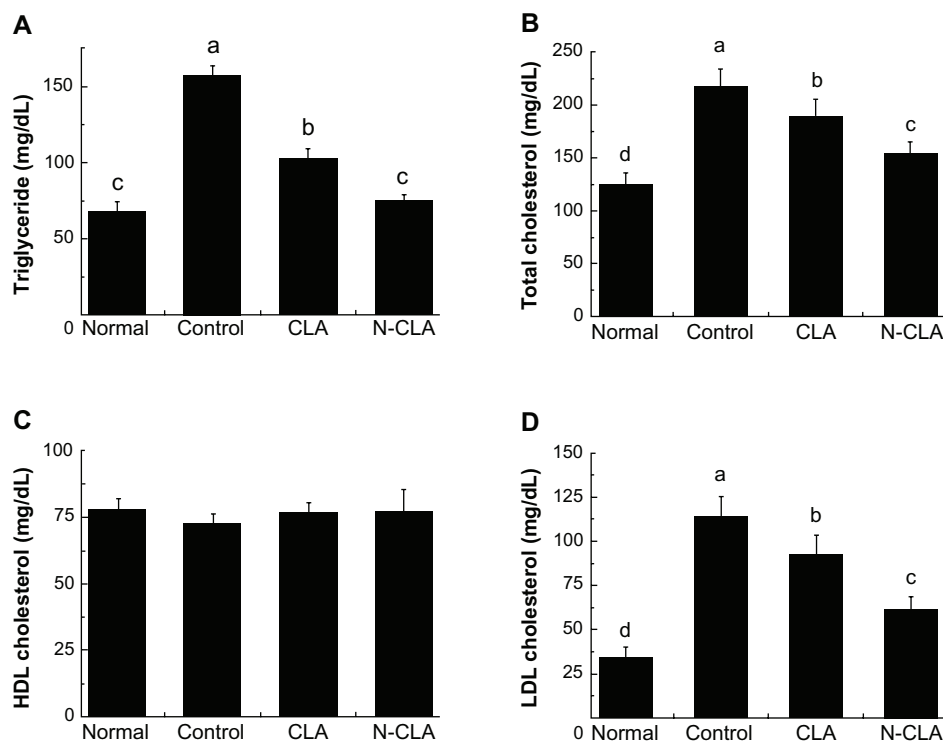 A
Triglyceride (mg/dL)
150
100
50
0
c
a
b
c
Normal Control CLA N-CLA
B
Total cholesterol (mg/dL)
250
200
150
100
50
0
d
a
b
c
Normal Control CLA N-CLA
C
HDL cholesterol (mg/dL)
100
75
50
25
0
Normal Control CLA N-CLA
D
LDL cholesterol (mg/dL)
150
125
100
75
50
25
0
d
a
b
c
Normal Control CLA N-CLA